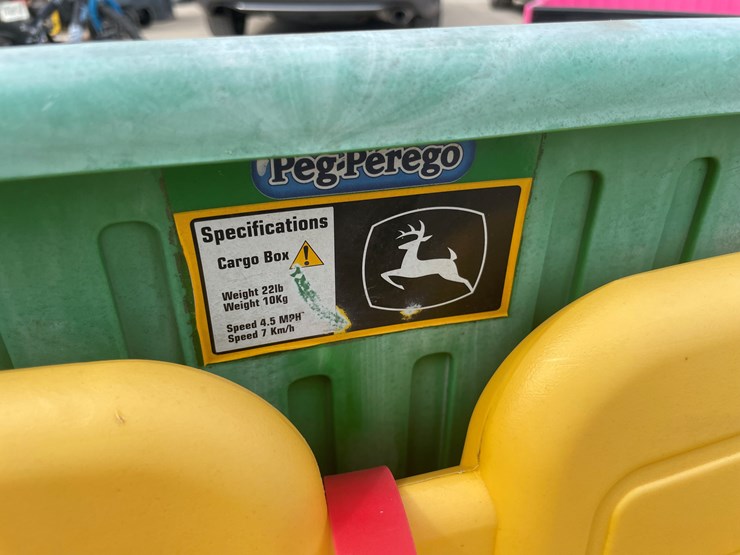 Peg-Pérego
Specifications
Cargo Box
Weight 22lb
Weight 10Kg
Speed 4.5 MPH
Speed 7 Km/h